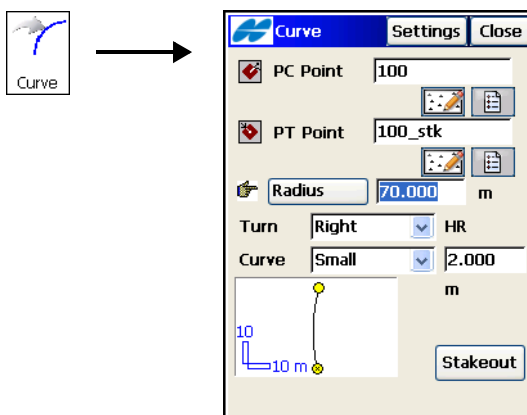 Curve
Curve Settings Close
PC Point 100
PT Point 100_stk
Radius 70.000 m
Turn Right HR
Curve Small 2.000
m
10
10 m
Stakeout